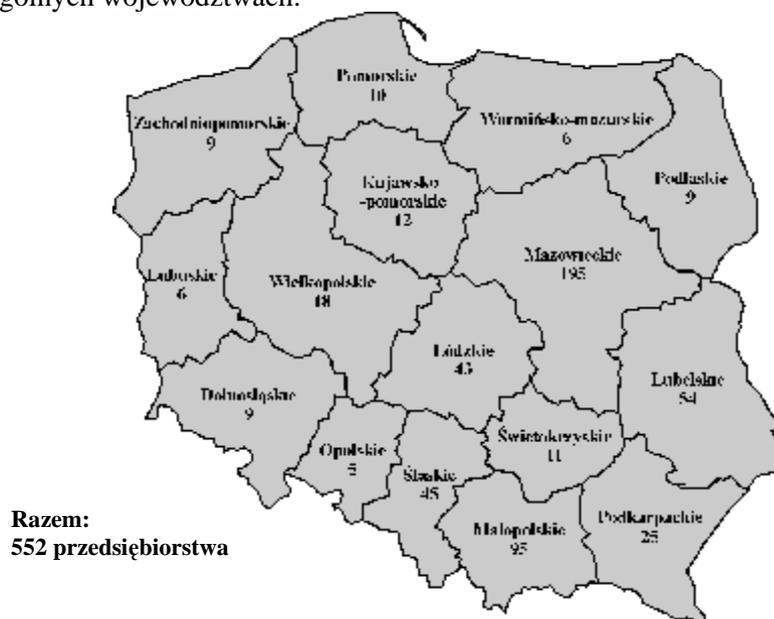 gólnych województwach.
Pomorskie
10
Zachodniopomorskie
9
Warmińsko-mazurskie
6
Podlaskie
9
Kujawsko
-pomorskie
12
Mazowieckie
195
Lubuskie
6
Wielkopolskie
18
Łódzkie
43
Lubelskie
54
Dolnośląskie
9
Opolskie
5
Śląskie
45
Świętokrzyskie
11
Małopolskie
95
Podkarpackie
25
Razem:
552 przedsiębiorstwa